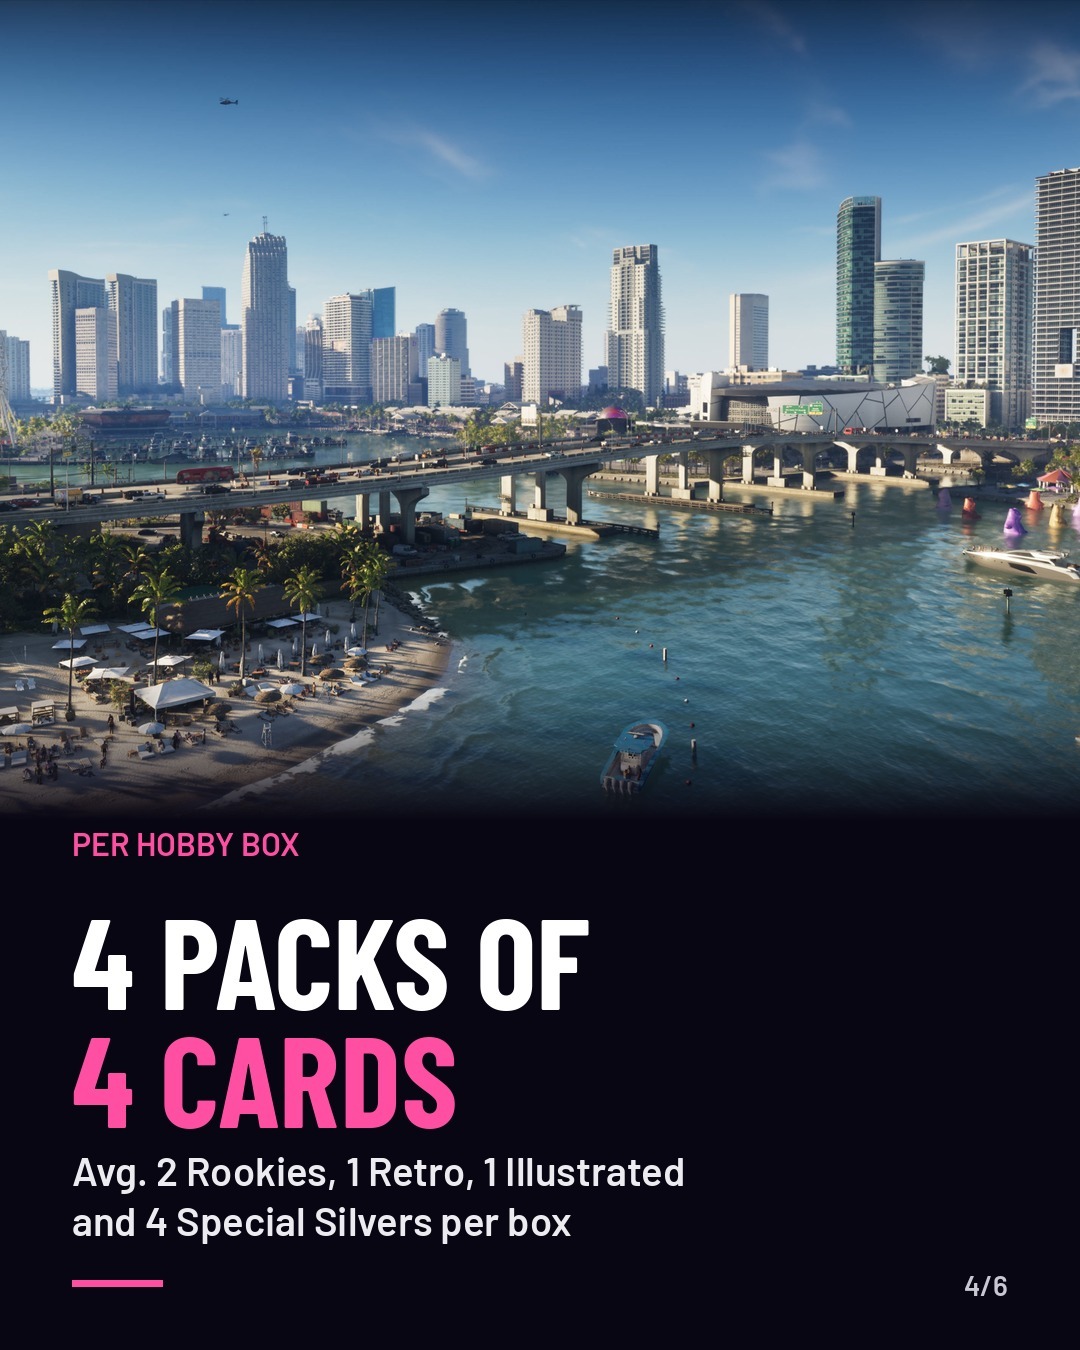 PER HOBBY BOX
4 PACKS OF
4 CARDS
Avg. 2 Rookies, 1 Retro, 1 Illustrated
and 4 Special Silvers per box
4/6